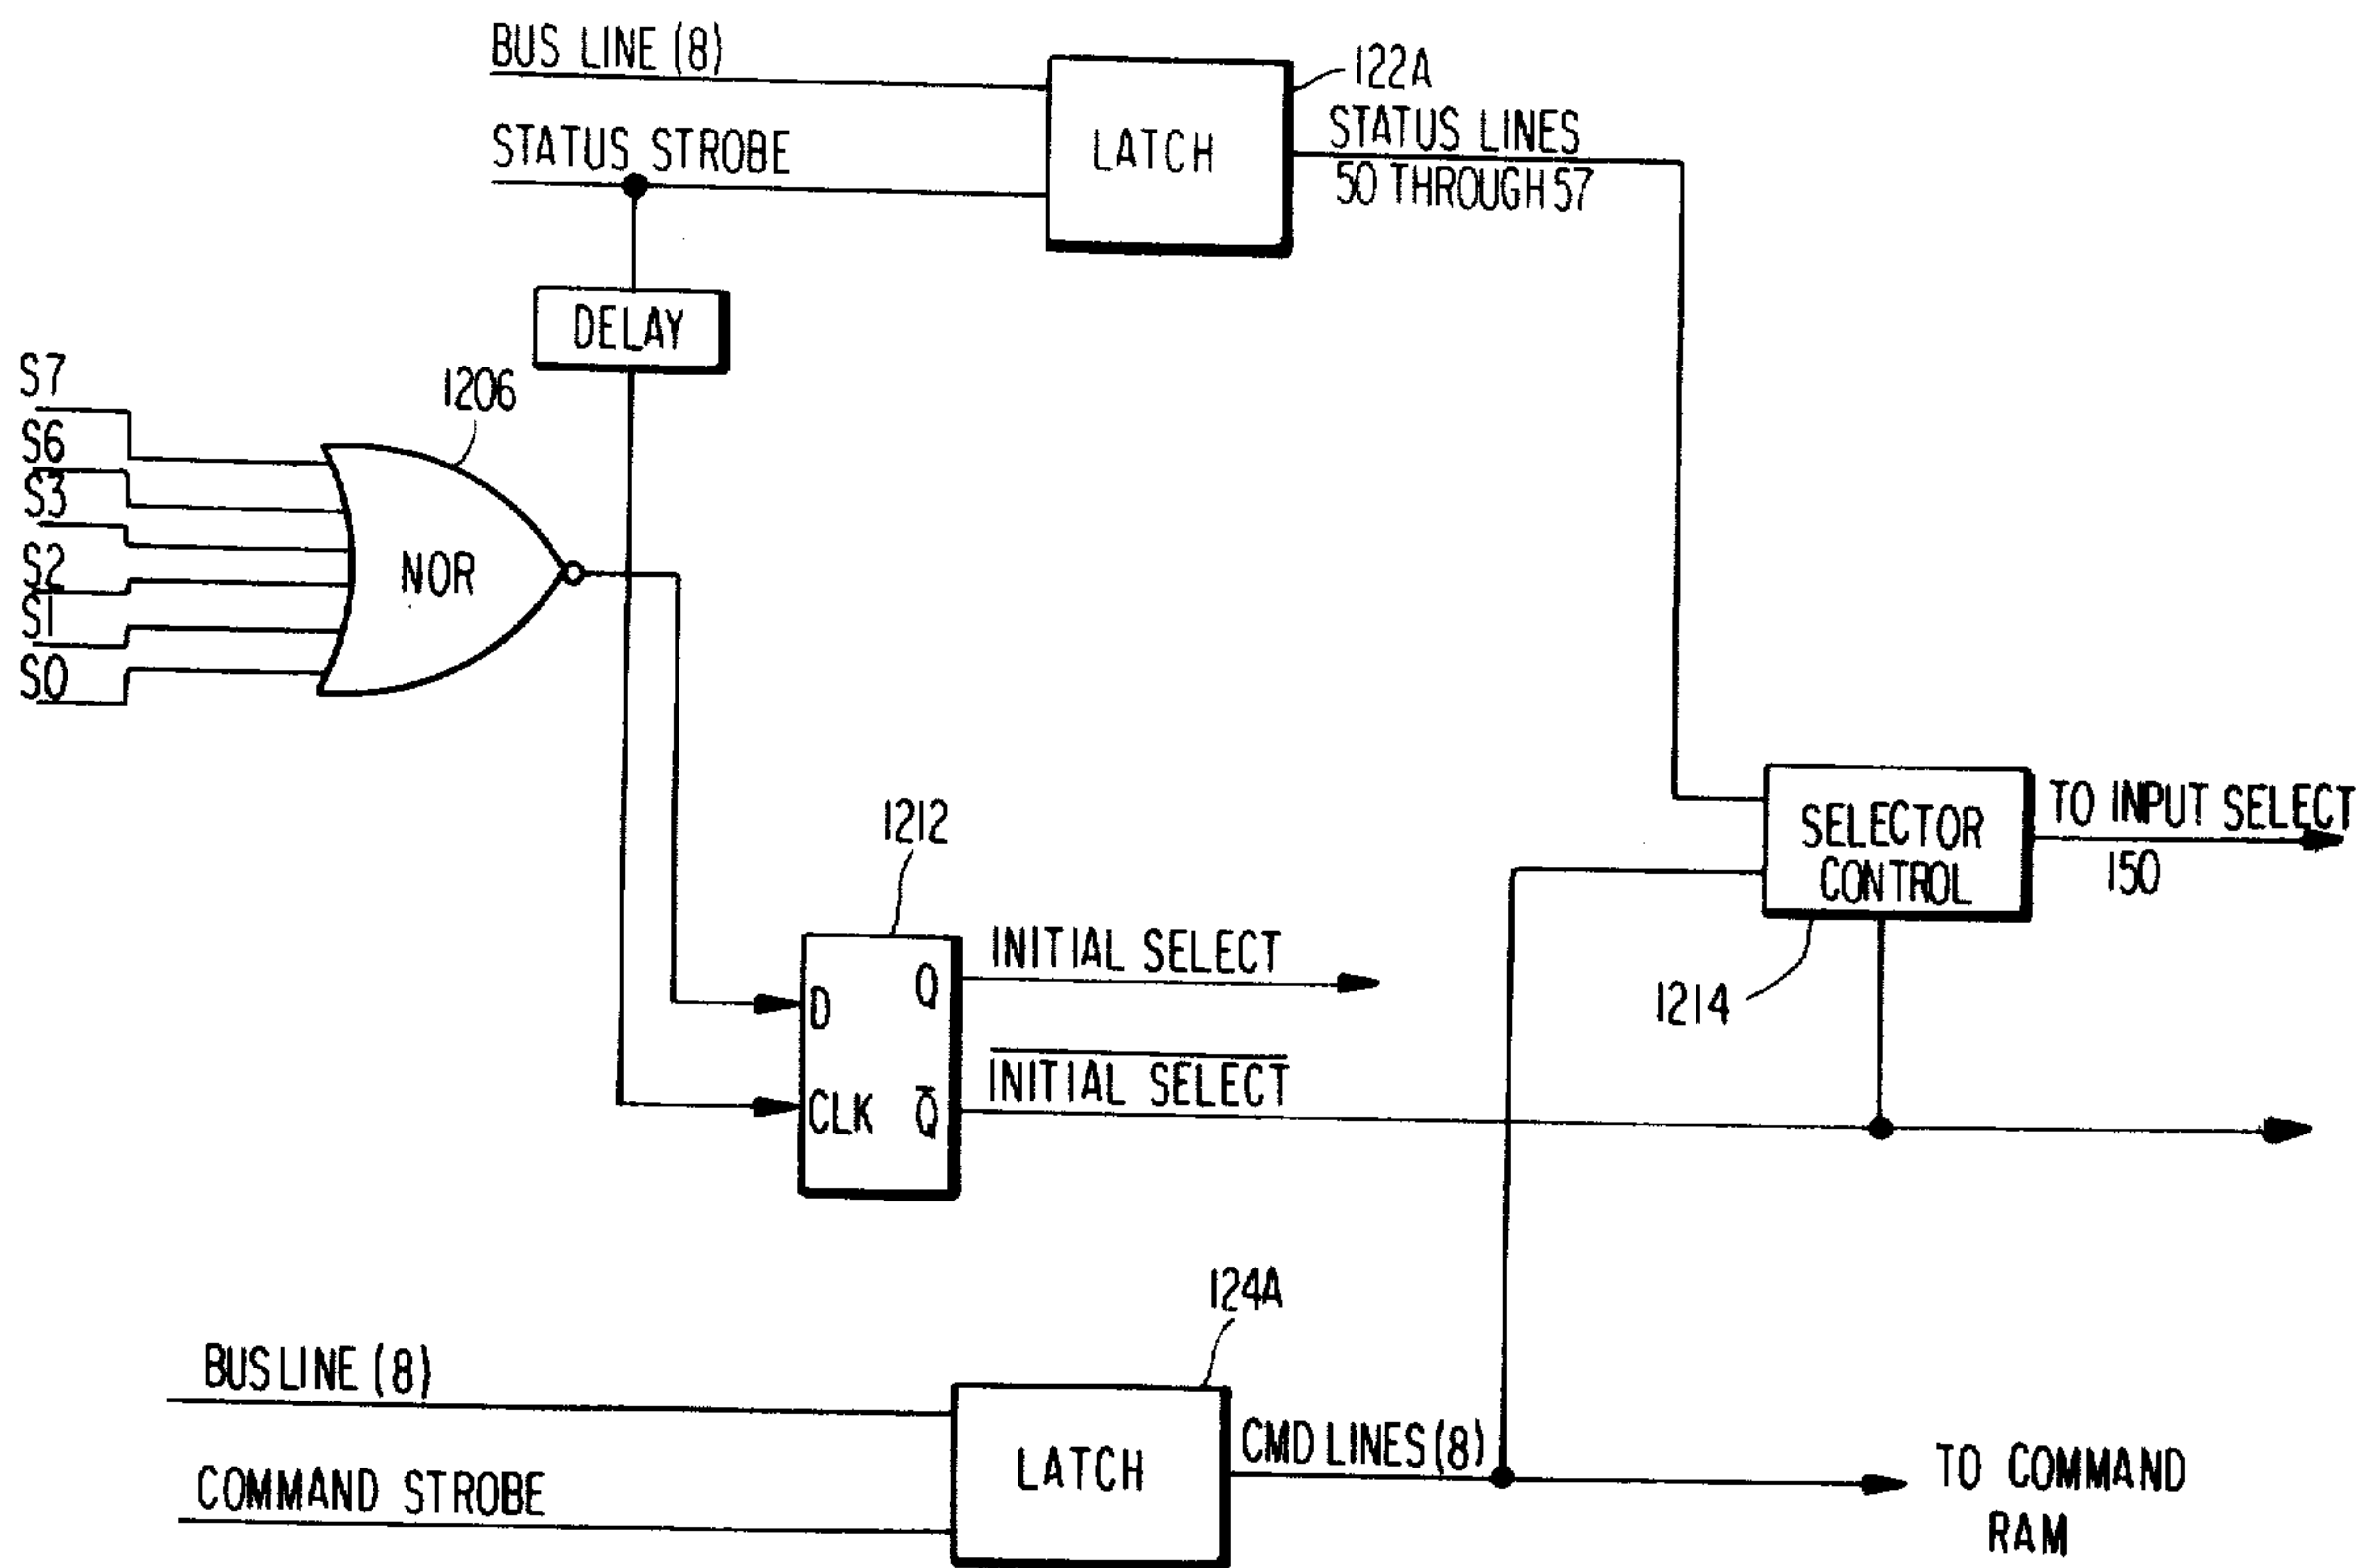 BUS LINE (8)
122A
STATUS STROBE
LATCH
STATUS LINES
50 THROUGH 57
DELAY
S7
S6
S3
S2
S1
S0
1206
NOR
1212
D
Q
CLK
Q̅
INITIAL SELECT
INITIAL SELECT
SELECTOR
CONTROL
TO INPUT SELECT
150
1214
124A
BUS LINE (8)
COMMAND STROBE
LATCH
CMD LINES (8)
TO COMMAND
RAM